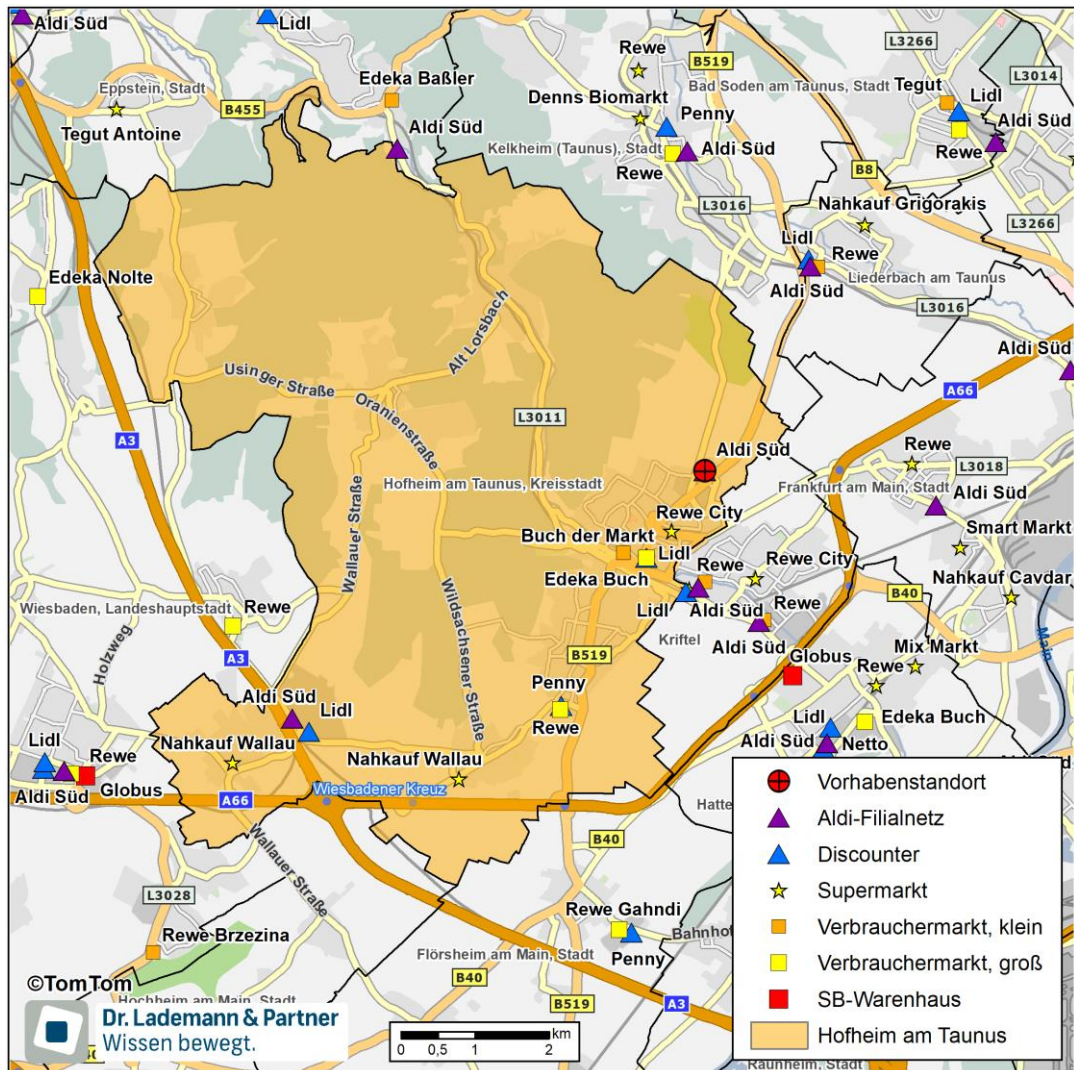 Aldi Süd
Lidl
Rewe
B519
L3266
Edeka Baßler
Bad Soden am Taunus, Stadt
L3014
Eppstein, Stadt
Denns Biomarkt
Tegut
Lidl
B455
Penny
Aldi Süd
Tegut Antoine
Aldi Süd
Kelkheim (Taunus), Stadt
Aldi Süd
Rewe
Rewe
B8
L3016
Nahkauf Grigorakis
L3266
Lidl
Rewe
Edeka Nolte
Aldi Süd
Liederbach am Taunus
L3016
Alt Lorsbach
Aldi Süd
Usinger Straße
A66
Oranienstraße
L3011
A3
Aldi Süd
Rewe
L3018
Hofheim am Taunus, Kreisstadt
Frankfurt am Main, Stadt
Aldi Süd
Rewe City
Wallauer Straße
Buch der Markt
Smart Markt
Lidl
Rewe
Rewe City
Edeka Buch
Nahkauf Cavdar
Wiesbaden, Landeshauptstadt
Rewe
Lidl
Aldi Süd
Rewe
B40
Main
Holzweg
Wildsachsener Straße
Kriftel
Aldi Süd
A3
B519
Globus
Mix Markt
Rewe
Aldi Süd
Penny
Lidl
Lidl
Edeka Buch
Rewe
Lidl
Rewe
Nahkauf Wallau
Nahkauf Wallau
Aldi Süd
Netto
Aldi Süd
Globus
Wiesbadener Kreuz
A66
Vorhabenstandort
Hatte
Wallauer Straße
B40
Aldi-Filialnetz
Discounter
L3028
Supermarkt
Rewe Gahndi
Rewe Brzezina
Bahnhof
Verbrauchermarkt, klein
Flörsheim am Main, Stadt
Penny
Verbrauchermarkt, groß
©TomTom
B40
Hochheim am Main, Stadt
B519
A3
SB-Warenhaus
Dr. Lademann & Partner
Wissen bewegt.
km
0 0,5 1 2
Hofheim am Taunus
Raunheim, Stadt